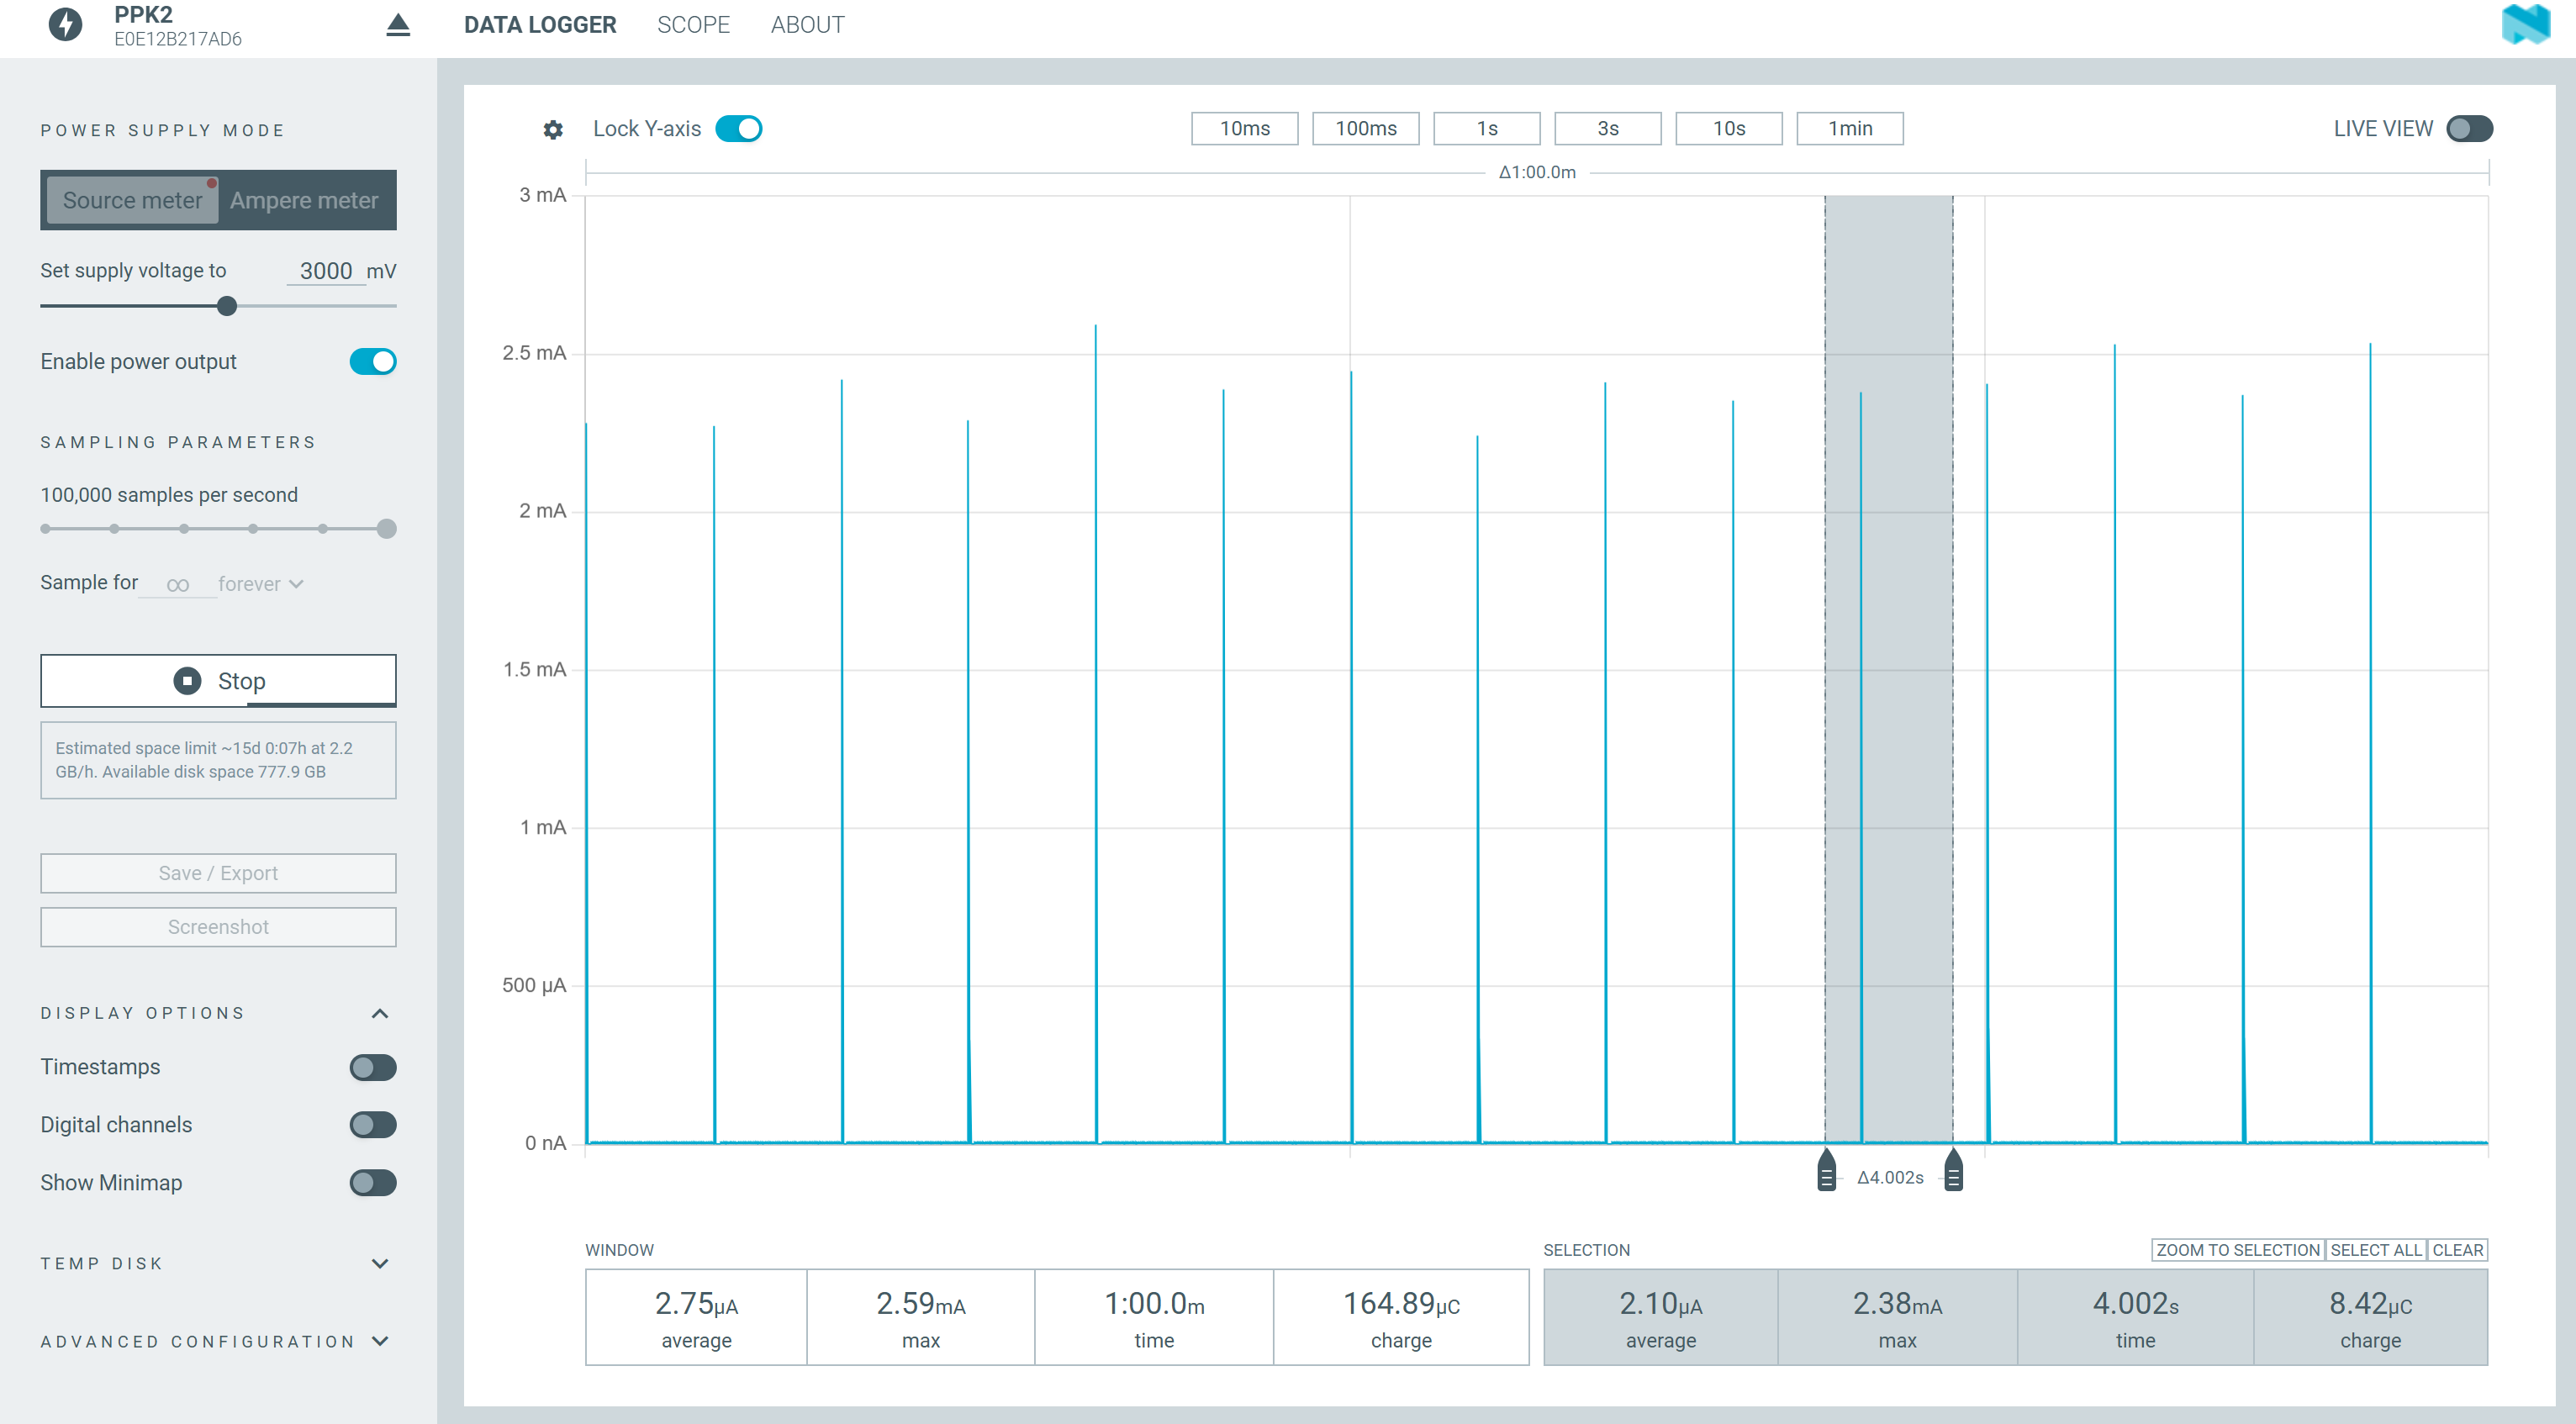 PPK2
E0E12B217AD6
DATA LOGGER SCOPE ABOUT
POWER SUPPLY MODE
Source meter Ampere meter
Set supply voltage to 3000 mV
Enable power output
SAMPLING PARAMETERS
100,000 samples per second
Sample for ∞ forever
Stop
Estimated space limit ~15d 0:07h at 2.2
GB/h. Available disk space 777.9 GB
Save / Export
Screenshot
DISPLAY OPTIONS
Timestamps
Digital channels
Show Minimap
TEMP DISK
ADVANCED CONFIGURATION
Lock Y-axis 10ms 100ms 1s 3s 10s 1min LIVE VIEW
Δ1:00.0m
3 mA
2.5 mA
2 mA
1.5 mA
1 mA
500 µA
0 nA
Δ4.002s
WINDOW
2.75µA 2.59mA 1:00.0m 164.89µC
average max time charge
SELECTION ZOOM TO SELECTION SELECT ALL CLEAR
2.10µA 2.38mA 4.002s 8.42µC
average max time charge